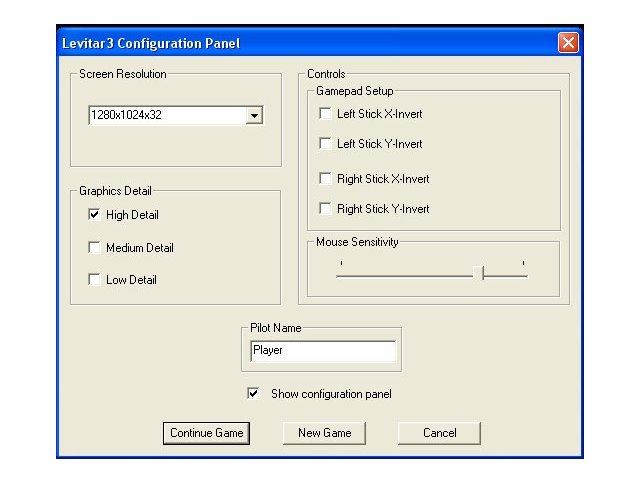 Levitar3 Configuration Panel
Screen Resolution
1280x1024x32
Graphics Detail
High Detail
Medium Detail
Low Detail
Controls
Gamepad Setup
Left Stick X-Invert
Left Stick Y-Invert
Right Stick X-Invert
Right Stick Y-Invert
Mouse Sensitivity
Pilot Name
Player
Show configuration panel
Continue Game
New Game
Cancel